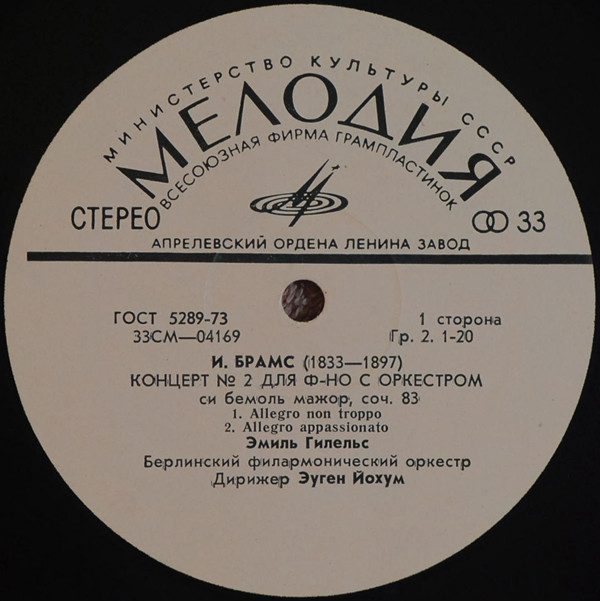 МИНИСТЕРСТВО КУЛЬТУРЫ СССР
МЕЛОДИЯ
ВСЕСОЮЗНАЯ ФИРМА ГРАМПЛАСТИНОК
СТЕРЕО
33
АПРЕЛЕВСКИЙ ОРДЕНА ЛЕНИНА ЗАВОД
ГОСТ 5289-73
1 сторона
33СМ—04169
Гр. 2. 1-20
И. БРАМС (1833—1897)
КОНЦЕРТ № 2 ДЛЯ Ф-НО С ОРКЕСТРОМ
си бемоль мажор, соч. 83
1. Allegro non troppo
2. Allegro appassionato
Эмиль Гилельс
Берлинский филармонический оркестр
Дирижер Эуген Йохум